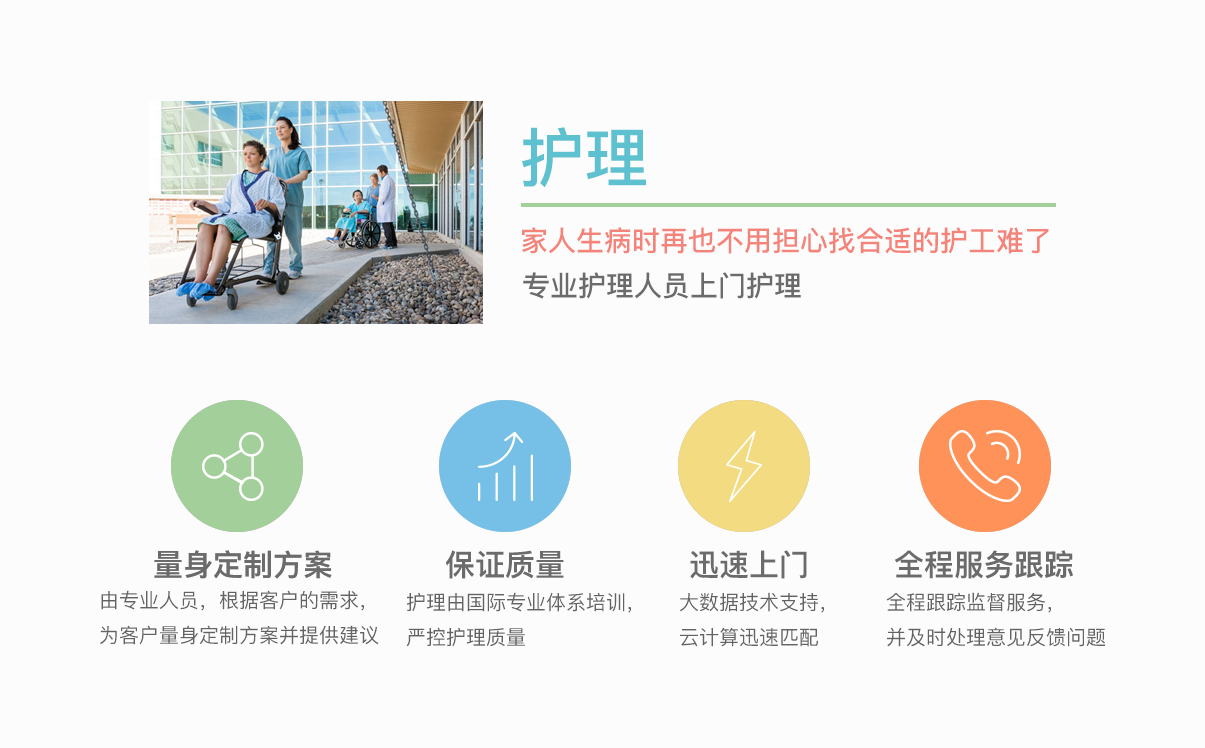 护理
家人生病时再也不用担心找合适的护工难了
专业护理人员上门护理
量身定制方案
由专业人员，根据客户的需求，
为客户量身定制方案并提供建议
保证质量
护理由国际专业体系培训，
严控护理质量
迅速上门
大数据技术支持，
云计算迅速匹配
全程服务跟踪
全程跟踪监督服务，
并及时处理意见反馈问题